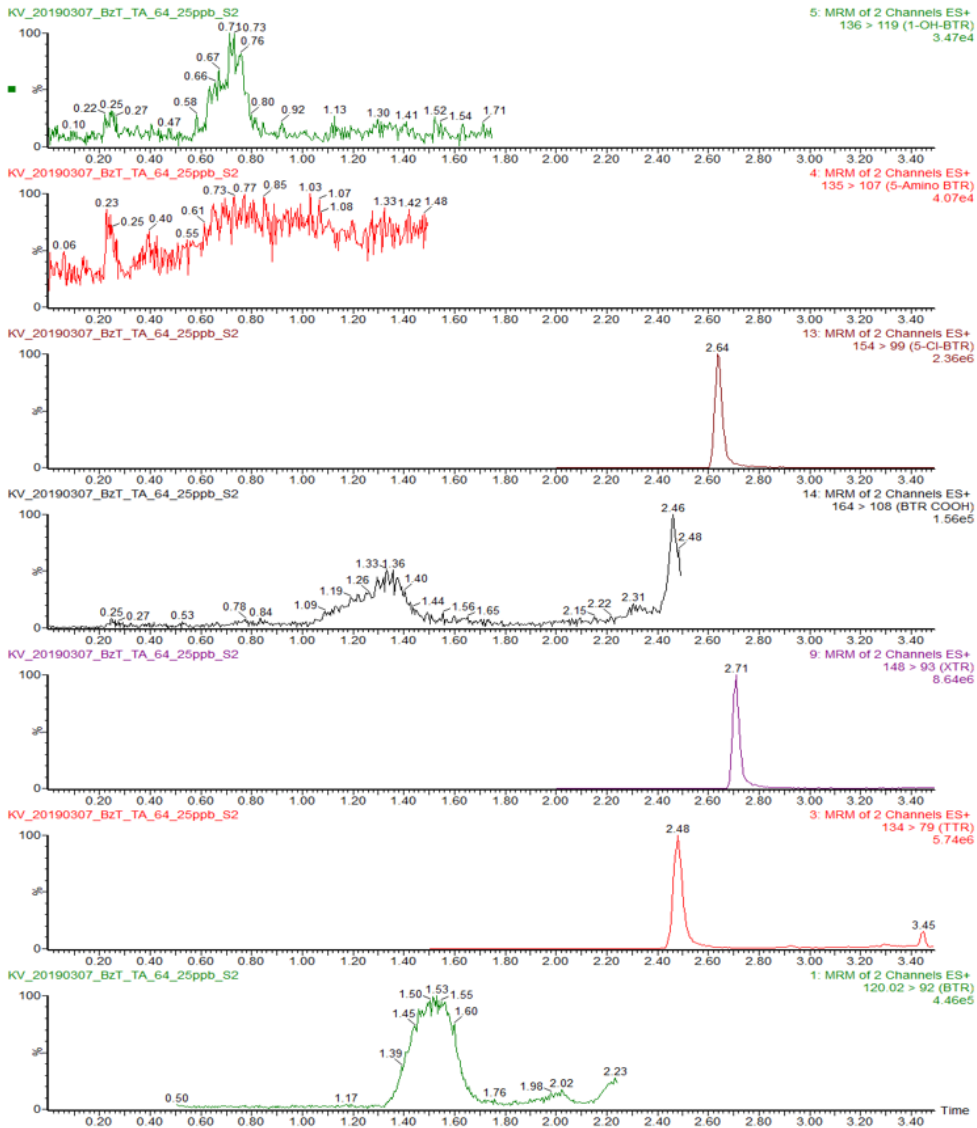 KV_20190307_BzT_TA_64_25ppb_S2
5: MRM of 2 Channels ES+
136 > 119 (1-OH-BTR)
3.47e4
100
%
0
0.10 0.22 0.25 0.27 0.47 0.58 0.66 0.67 0.71 0.73 0.76 0.80 0.92 1.13 1.30 1.41 1.52 1.54 1.71
0.20 0.40 0.60 0.80 1.00 1.20 1.40 1.60 1.80 2.00 2.20 2.40 2.60 2.80 3.00 3.20 3.40
KV_20190307_BzT_TA_64_25ppb_S2
4: MRM of 2 Channels ES+
135 > 107 (5-Amino BTR)
4.07e4
100
%
0
0.06 0.23 0.25 0.40 0.55 0.61 0.73 0.77 0.85 1.03 1.07 1.08 1.33 1.42 1.48
0.20 0.40 0.60 0.80 1.00 1.20 1.40 1.60 1.80 2.00 2.20 2.40 2.60 2.80 3.00 3.20 3.40
KV_20190307_BzT_TA_64_25ppb_S2
13: MRM of 2 Channels ES+
154 > 99 (5-Cl-BTR)
2.36e6
100
%
0
2.64
0.20 0.40 0.60 0.80 1.00 1.20 1.40 1.60 1.80 2.00 2.20 2.40 2.60 2.80 3.00 3.20 3.40
KV_20190307_BzT_TA_64_25ppb_S2
14: MRM of 2 Channels ES+
164 > 108 (BTR COOH)
1.56e5
100
%
0
0.25 0.27 0.53 0.78 0.84 1.09 1.19 1.26 1.33 1.36 1.40 1.44 1.56 1.65 2.15 2.22 2.31 2.46 2.48
0.20 0.40 0.60 0.80 1.00 1.20 1.40 1.60 1.80 2.00 2.20 2.40 2.60 2.80 3.00 3.20 3.40
KV_20190307_BzT_TA_64_25ppb_S2
9: MRM of 2 Channels ES+
148 > 93 (XTR)
8.64e6
100
%
0
2.71
0.20 0.40 0.60 0.80 1.00 1.20 1.40 1.60 1.80 2.00 2.20 2.40 2.60 2.80 3.00 3.20 3.40
KV_20190307_BzT_TA_64_25ppb_S2
3: MRM of 2 Channels ES+
134 > 79 (TTR)
5.74e6
100
%
0
2.48 3.45
0.20 0.40 0.60 0.80 1.00 1.20 1.40 1.60 1.80 2.00 2.20 2.40 2.60 2.80 3.00 3.20 3.40
KV_20190307_BzT_TA_64_25ppb_S2
1: MRM of 2 Channels ES+
120.02 > 92 (BTR)
4.46e5
100
%
0
0.50 1.17 1.39 1.45 1.50 1.53 1.55 1.60 1.76 1.98 2.02 2.23
0.20 0.40 0.60 0.80 1.00 1.20 1.40 1.60 1.80 2.00 2.20 2.40 2.60 2.80 3.00 3.20 3.40
Time